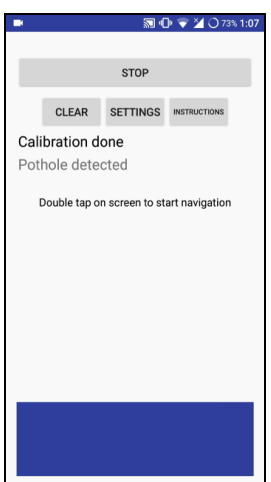 73% 1:07
STOP
CLEAR SETTINGS INSTRUCTIONS
Calibration done
Pothole detected
Double tap on screen to start navigation